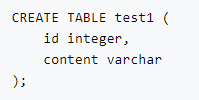 CREATE TABLE test1 (
    id integer,
    content varchar
);